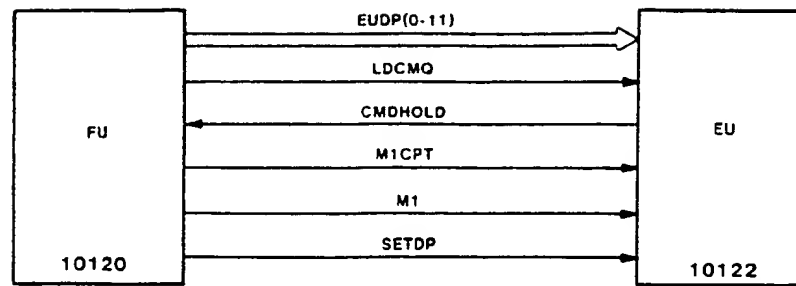 EUDP(0-11)
LDCMQ
CMDHOLD
FU
EU
M1CPT
M1
SETDP
10120
10122